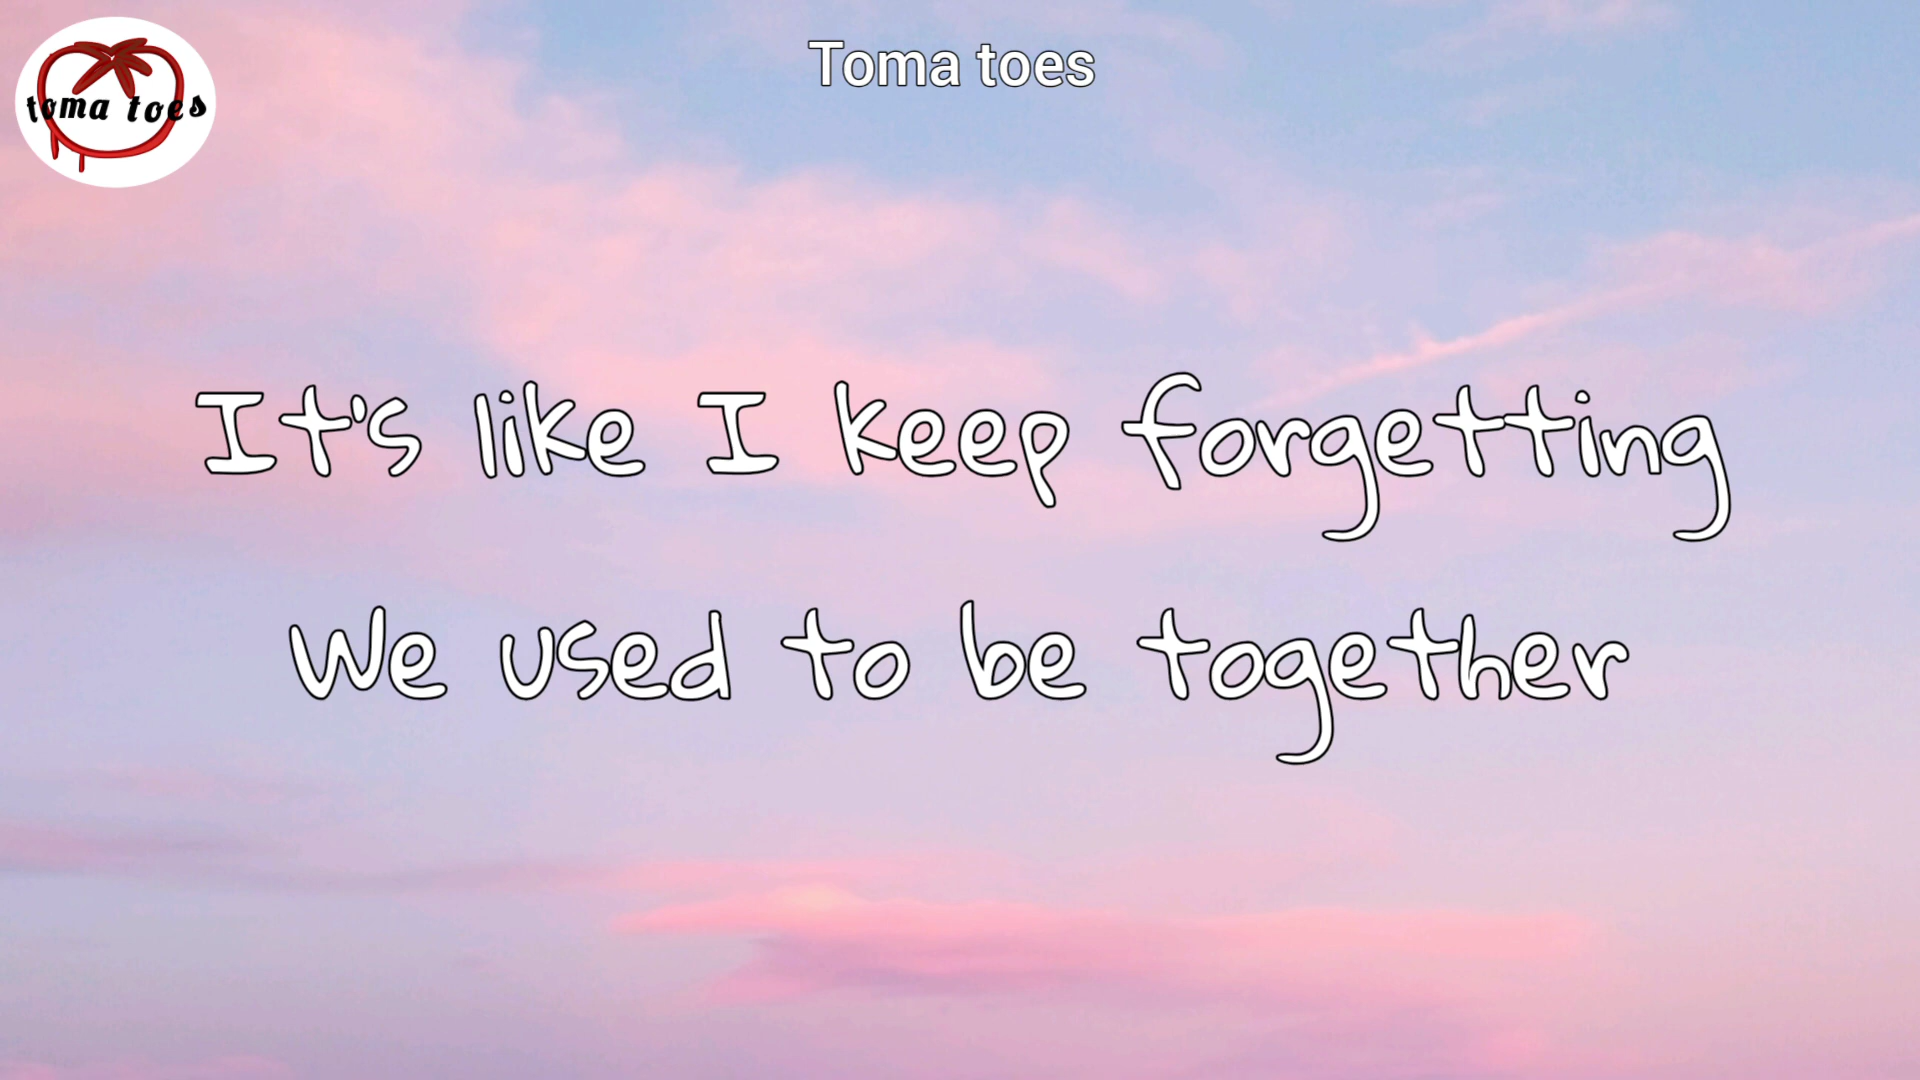 toma toes
Toma toes
It's like I keep forgetting
We used to be together